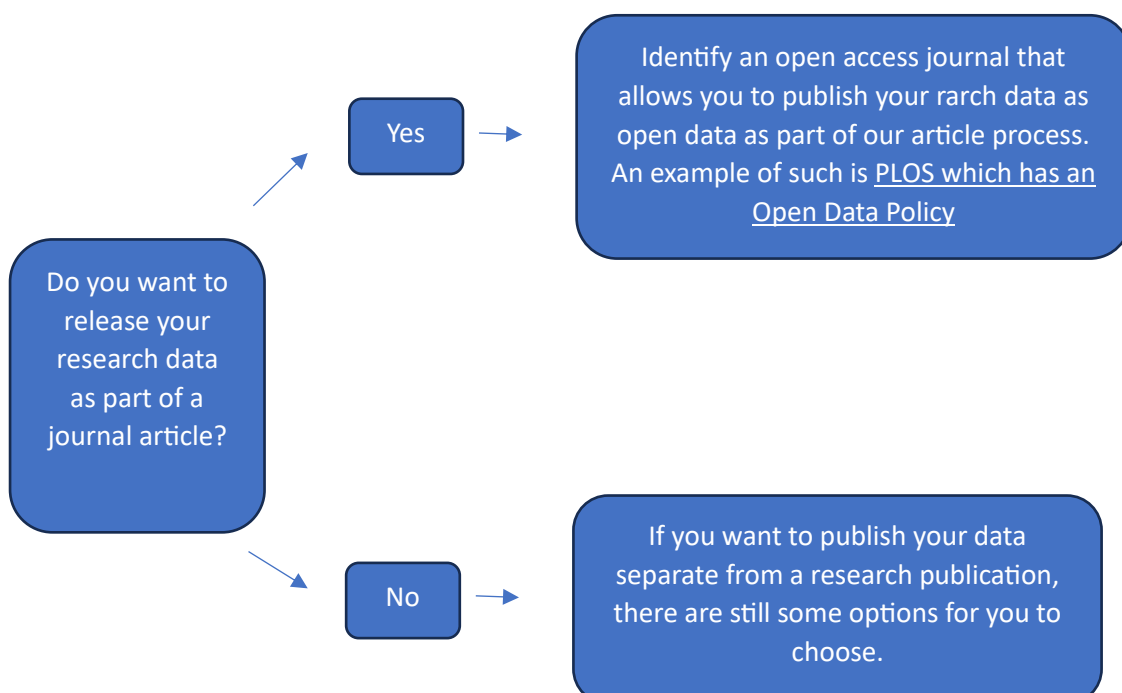 Do you want to
release your
research data
as part of a
journal article?
Yes
Identify an open access journal that
allows you to publish your rarch data as
open data as part of our article process.
An example of such is PLOS which has an
Open Data Policy
No
If you want to publish your data
separate from a research publication,
there are still some options for you to
choose.